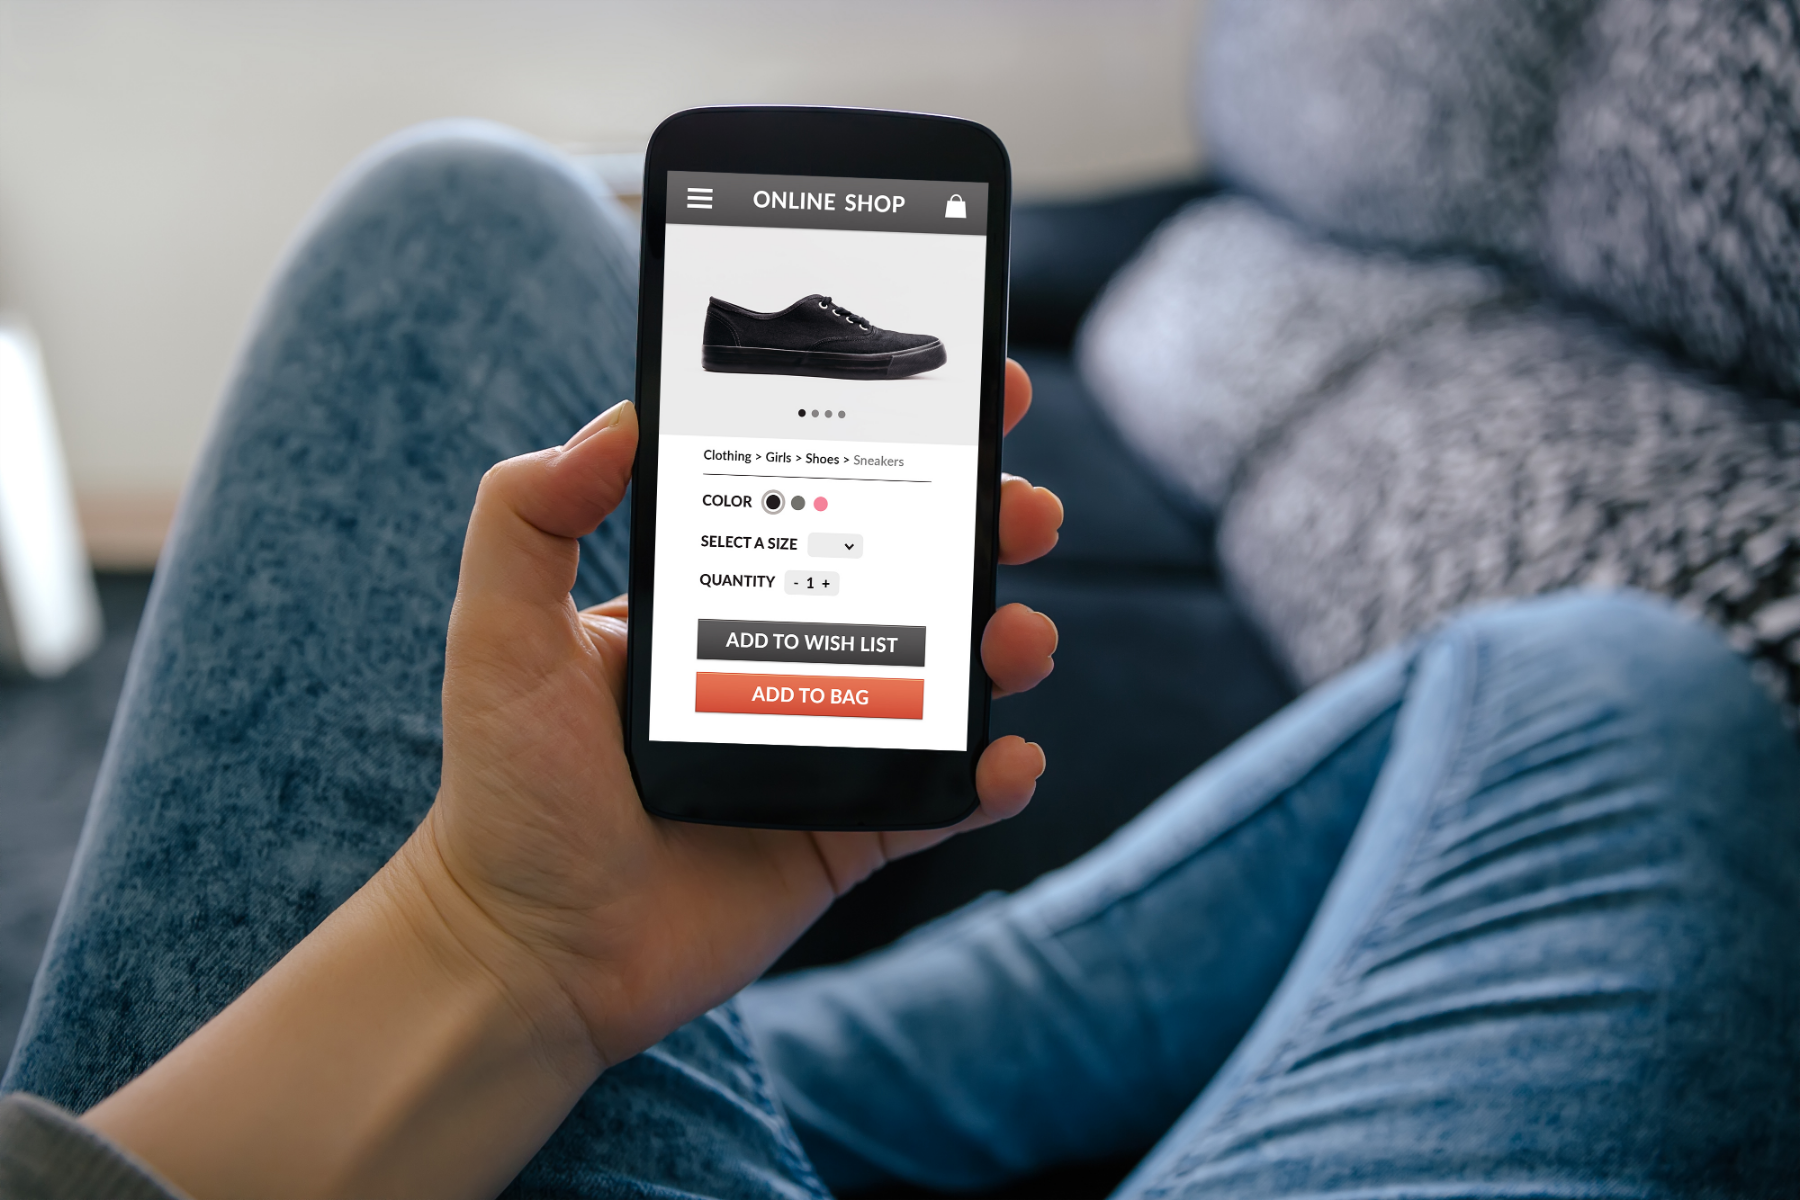 ONLINE SHOP
Clothing > Girls > Shoes > Sneakers
COLOR
SELECT A SIZE
QUANTITY - 1 +
ADD TO WISH LIST
ADD TO BAG